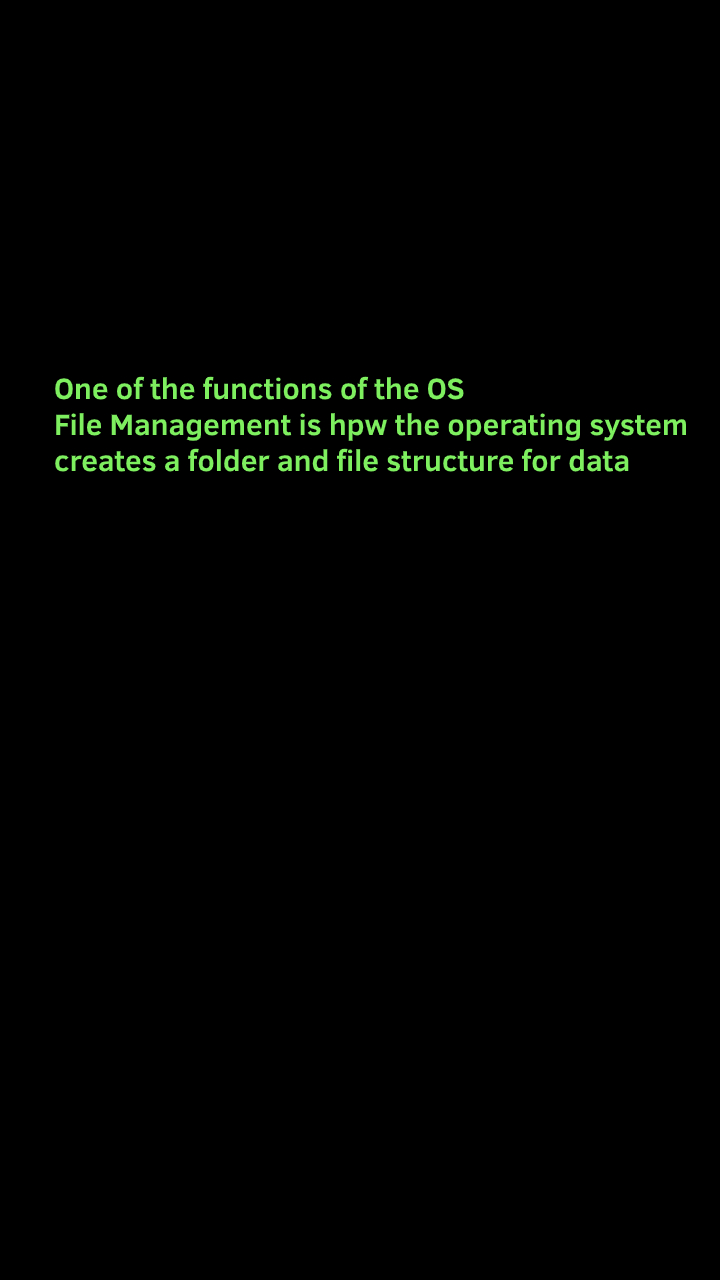 One of the functions of the OS
File Management is hpw the operating system
creates a folder and file structure for data